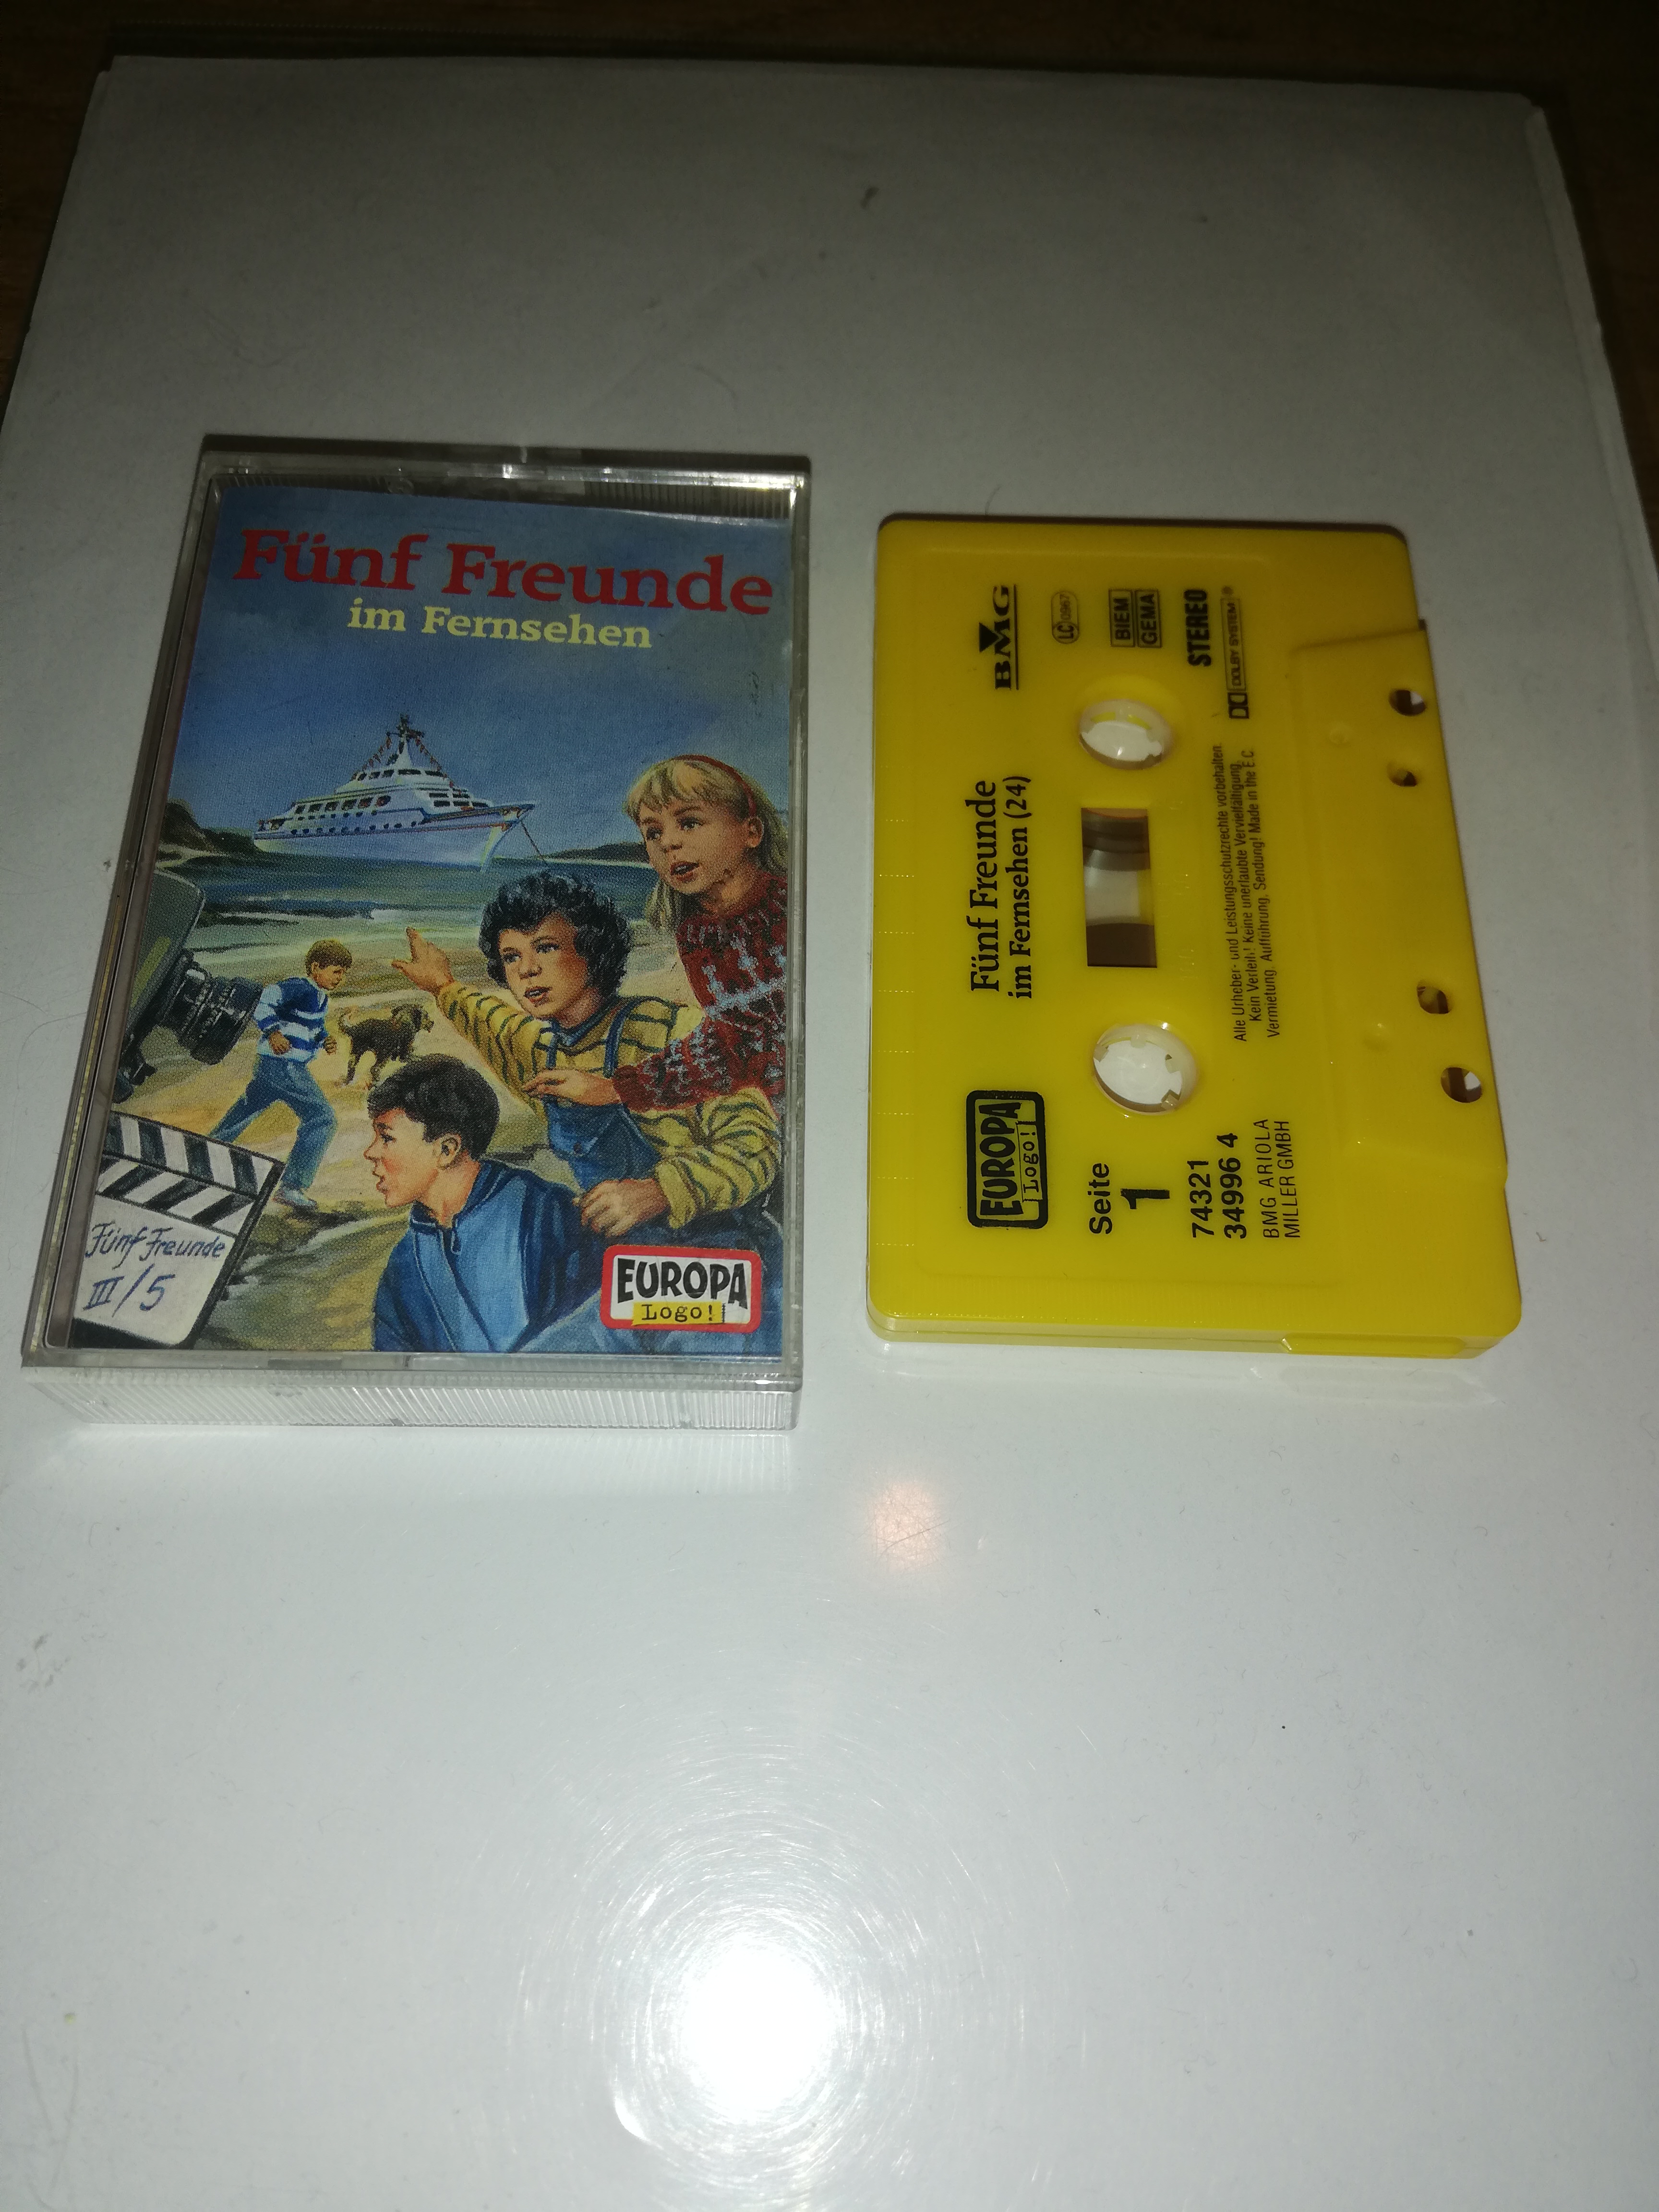 Fünf Freunde
im Fernsehen
Fünf Freunde
III/5
EUROPA
Logo!
EUROPA
Logo!
Fünf Freunde
im Fernsehen (24)
BMG
LC 0967
BIEM
GEMA
STEREO
DOLBY SYSTEM®
Seite
1
74321
34996 4
BMG ARIOLA
MILLER GMBH
Alle Urheber- und Leistungsschutzrechte vorbehalten
Kein Verleih! Keine unerlaubte Vervielfältigung,
Vermietung, Aufführung, Sendung! Made in the E.C